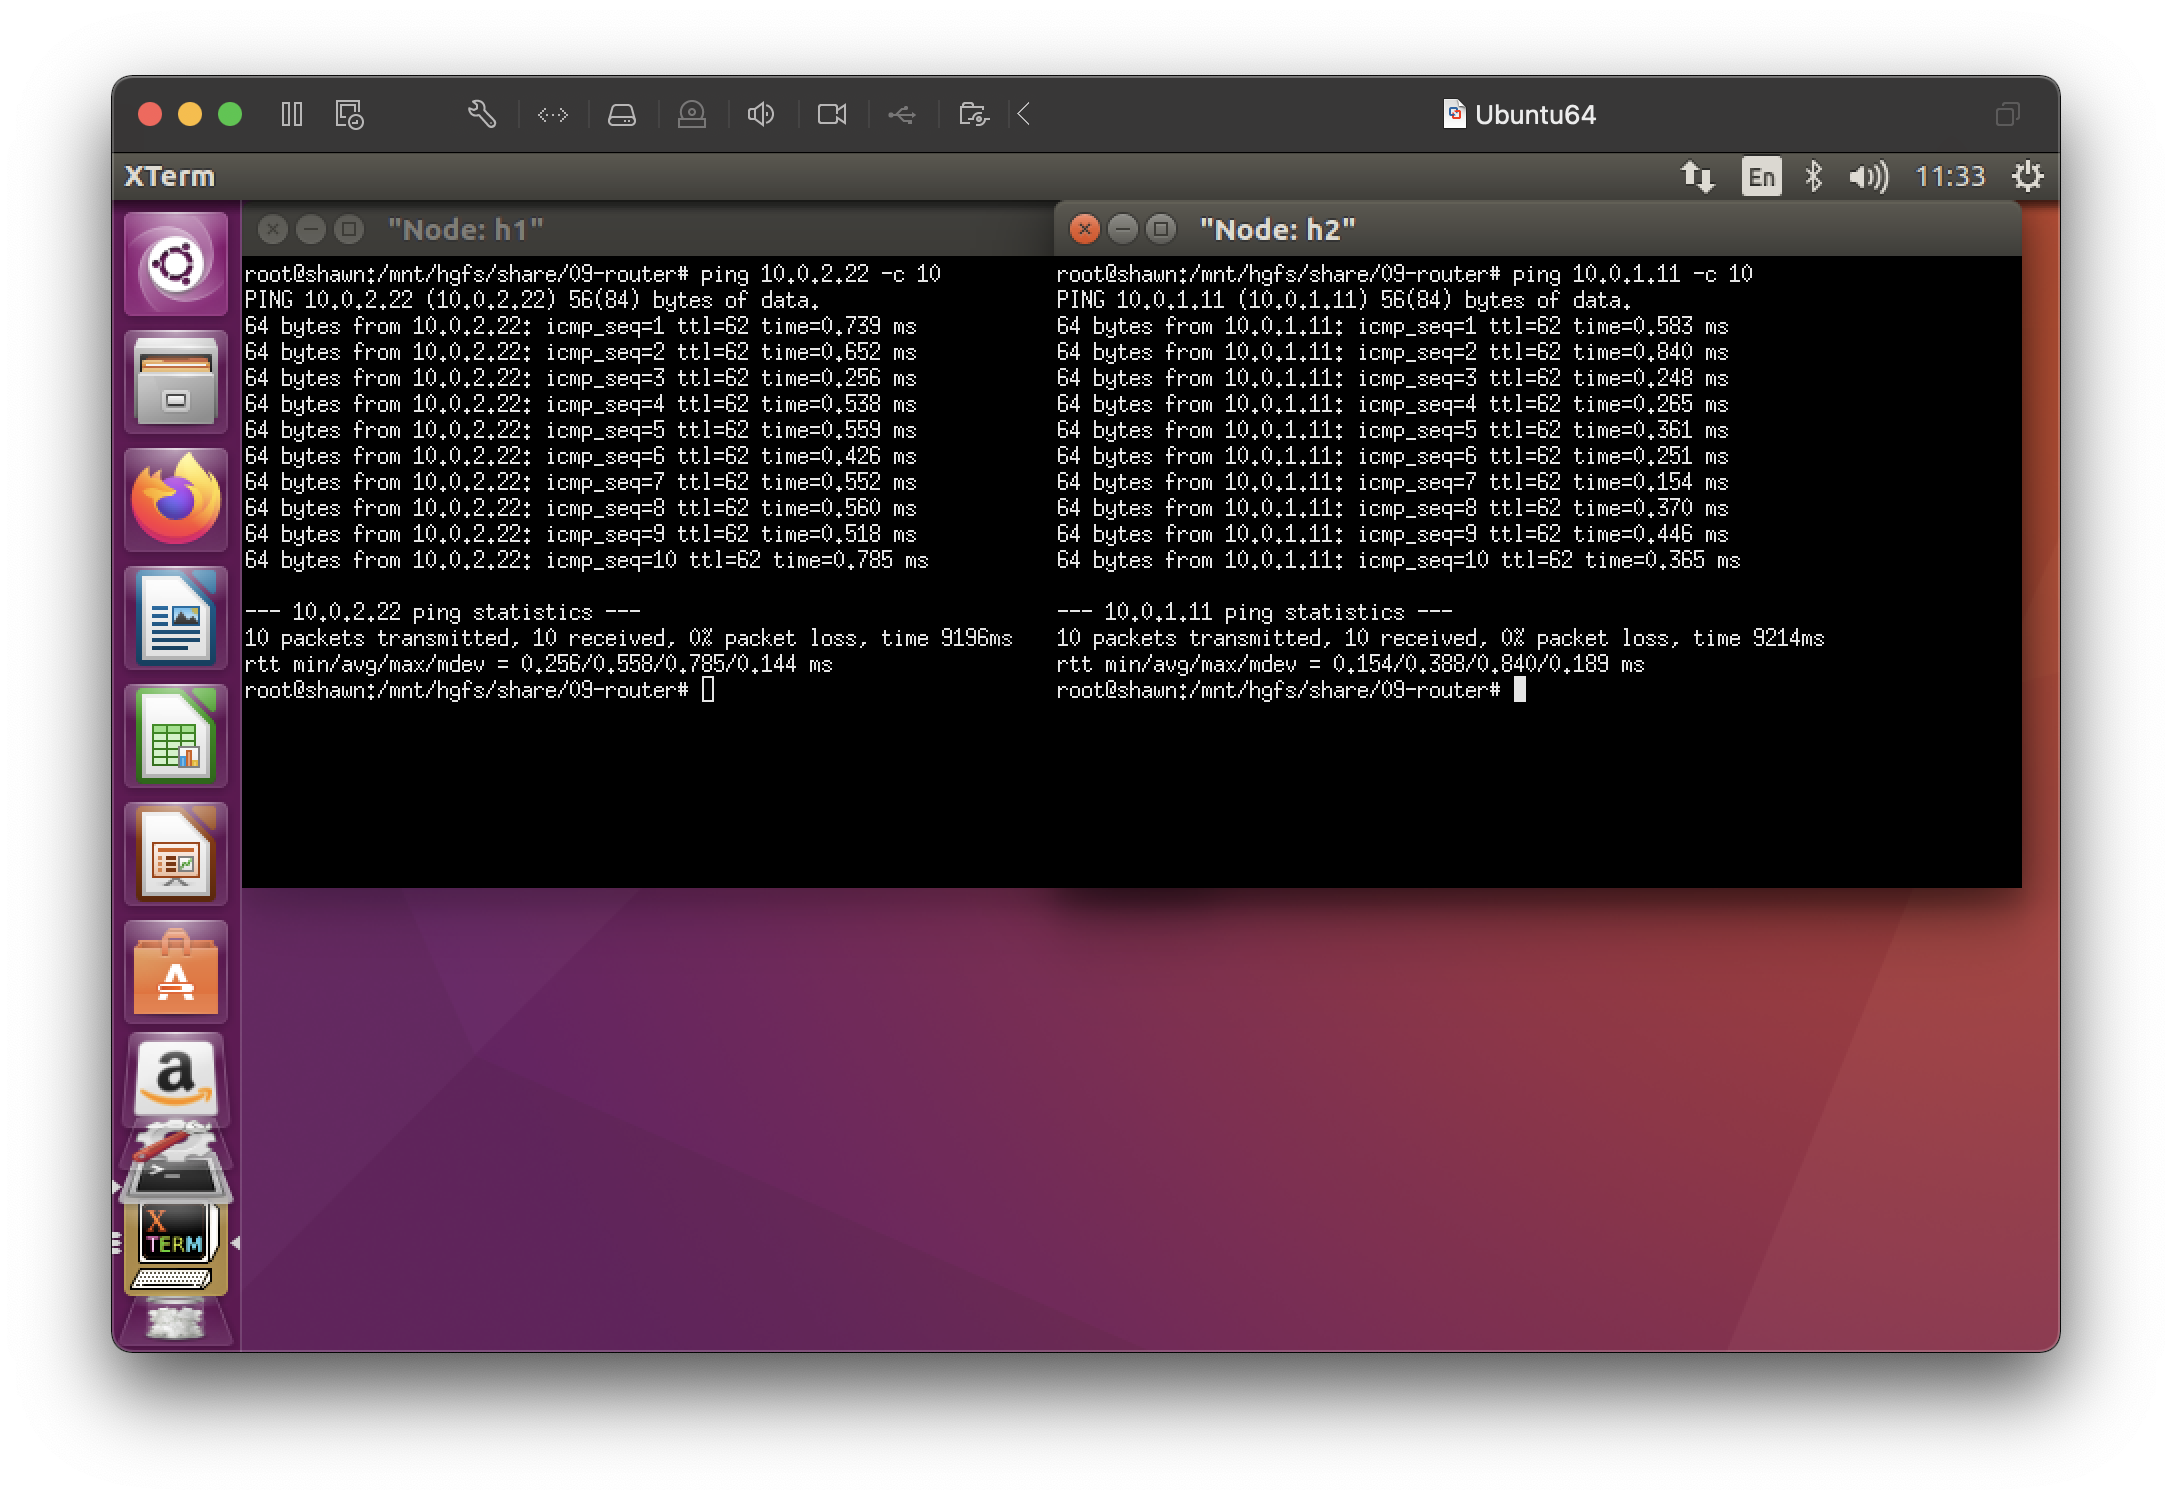 Ubuntu64
XTerm
En
11:33
"Node: h1"
root@shawn:/mnt/hgfs/share/09-router# ping 10.0.2.22 -c 10
PING 10.0.2.22 (10.0.2.22) 56(84) bytes of data.
64 bytes from 10.0.2.22: icmp_seq=1 ttl=62 time=0.739 ms
64 bytes from 10.0.2.22: icmp_seq=2 ttl=62 time=0.652 ms
64 bytes from 10.0.2.22: icmp_seq=3 ttl=62 time=0.256 ms
64 bytes from 10.0.2.22: icmp_seq=4 ttl=62 time=0.538 ms
64 bytes from 10.0.2.22: icmp_seq=5 ttl=62 time=0.559 ms
64 bytes from 10.0.2.22: icmp_seq=6 ttl=62 time=0.426 ms
64 bytes from 10.0.2.22: icmp_seq=7 ttl=62 time=0.552 ms
64 bytes from 10.0.2.22: icmp_seq=8 ttl=62 time=0.560 ms
64 bytes from 10.0.2.22: icmp_seq=9 ttl=62 time=0.518 ms
64 bytes from 10.0.2.22: icmp_seq=10 ttl=62 time=0.785 ms
--- 10.0.2.22 ping statistics ---
10 packets transmitted, 10 received, 0% packet loss, time 9196ms
rtt min/avg/max/mdev = 0.256/0.558/0.785/0.144 ms
root@shawn:/mnt/hgfs/share/09-router#
"Node: h2"
root@shawn:/mnt/hgfs/share/09-router# ping 10.0.1.11 -c 10
PING 10.0.1.11 (10.0.1.11) 56(84) bytes of data.
64 bytes from 10.0.1.11: icmp_seq=1 ttl=62 time=0.583 ms
64 bytes from 10.0.1.11: icmp_seq=2 ttl=62 time=0.840 ms
64 bytes from 10.0.1.11: icmp_seq=3 ttl=62 time=0.248 ms
64 bytes from 10.0.1.11: icmp_seq=4 ttl=62 time=0.265 ms
64 bytes from 10.0.1.11: icmp_seq=5 ttl=62 time=0.361 ms
64 bytes from 10.0.1.11: icmp_seq=6 ttl=62 time=0.251 ms
64 bytes from 10.0.1.11: icmp_seq=7 ttl=62 time=0.154 ms
64 bytes from 10.0.1.11: icmp_seq=8 ttl=62 time=0.370 ms
64 bytes from 10.0.1.11: icmp_seq=9 ttl=62 time=0.446 ms
64 bytes from 10.0.1.11: icmp_seq=10 ttl=62 time=0.365 ms
--- 10.0.1.11 ping statistics ---
10 packets transmitted, 10 received, 0% packet loss, time 9214ms
rtt min/avg/max/mdev = 0.154/0.388/0.840/0.189 ms
root@shawn:/mnt/hgfs/share/09-router#
A
a
>_
X
TERM